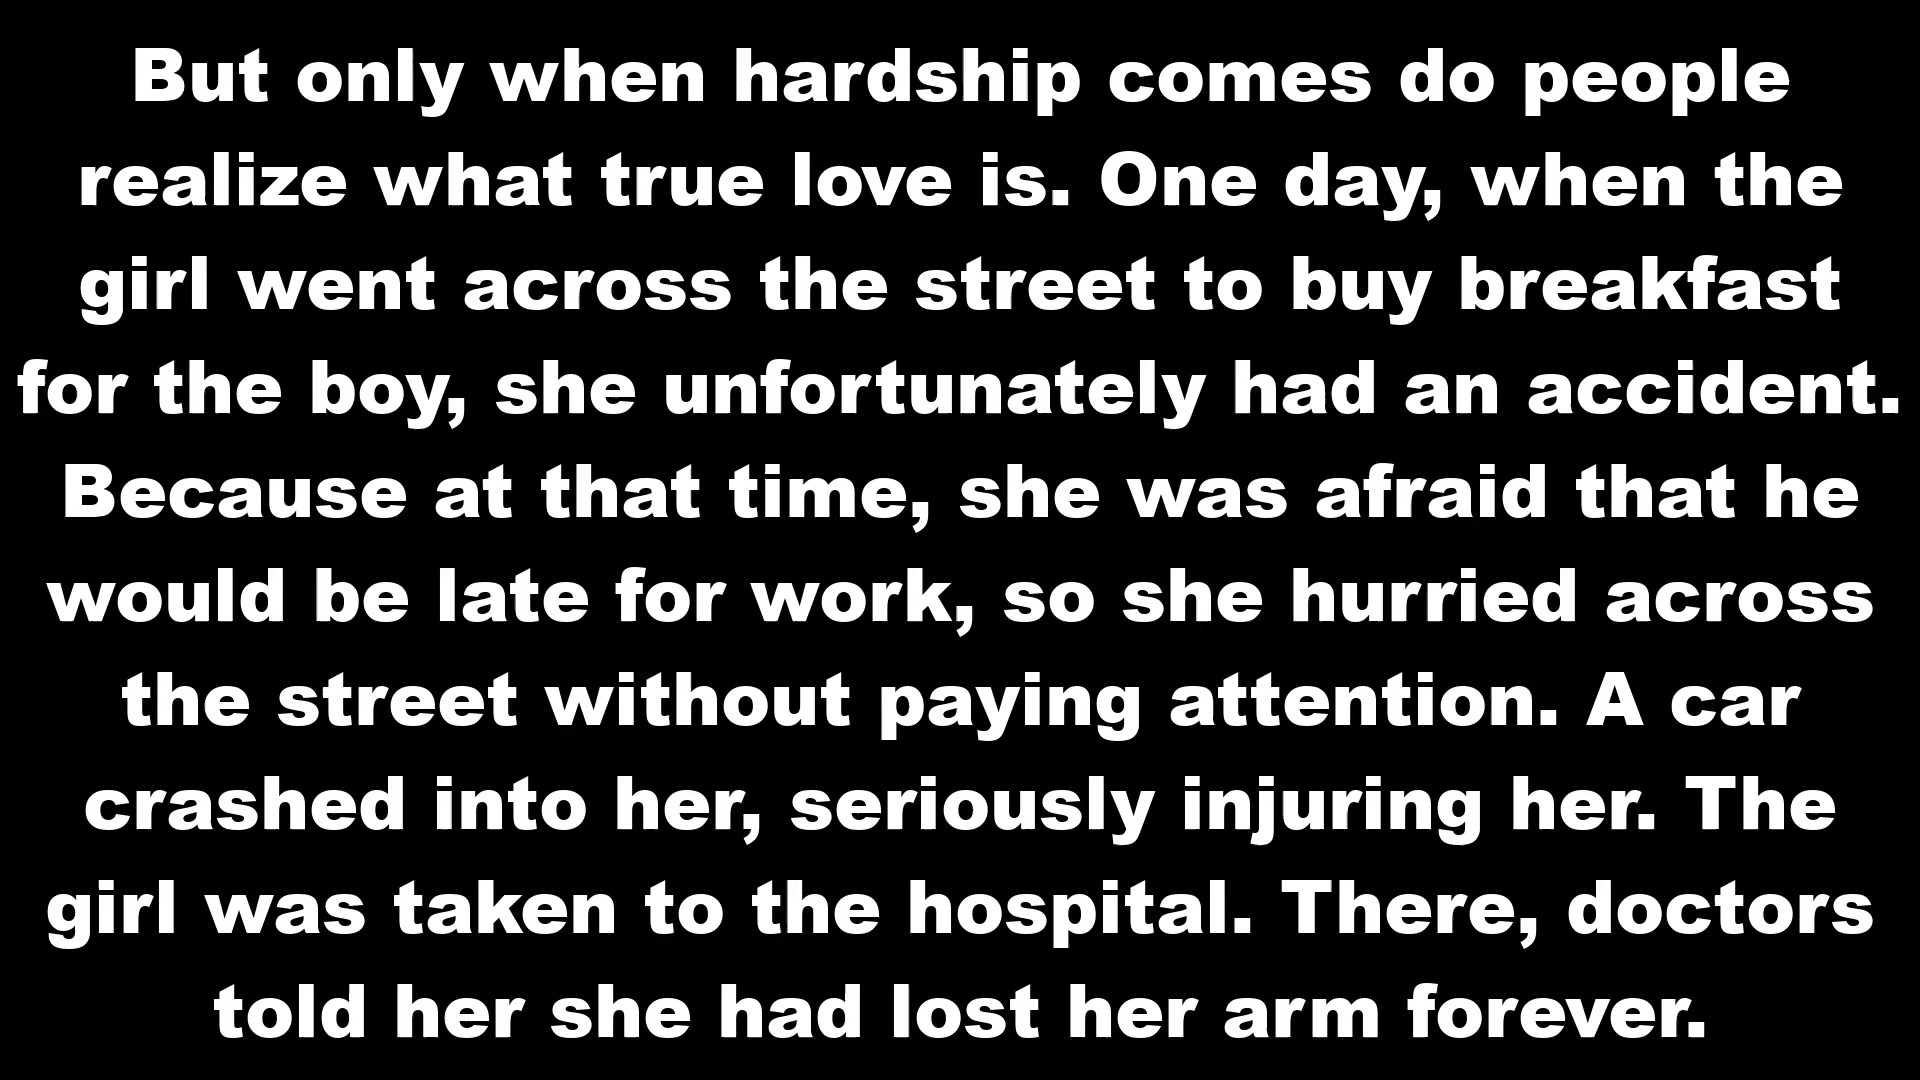 But only when hardship comes do people
realize what true love is. One day, when the
girl went across the street to buy breakfast
for the boy, she unfortunately had an accident.
Because at that time, she was afraid that he
would be late for work, so she hurried across
the street without paying attention. A car
crashed into her, seriously injuring her. The
girl was taken to the hospital. There, doctors
told her she had lost her arm forever.